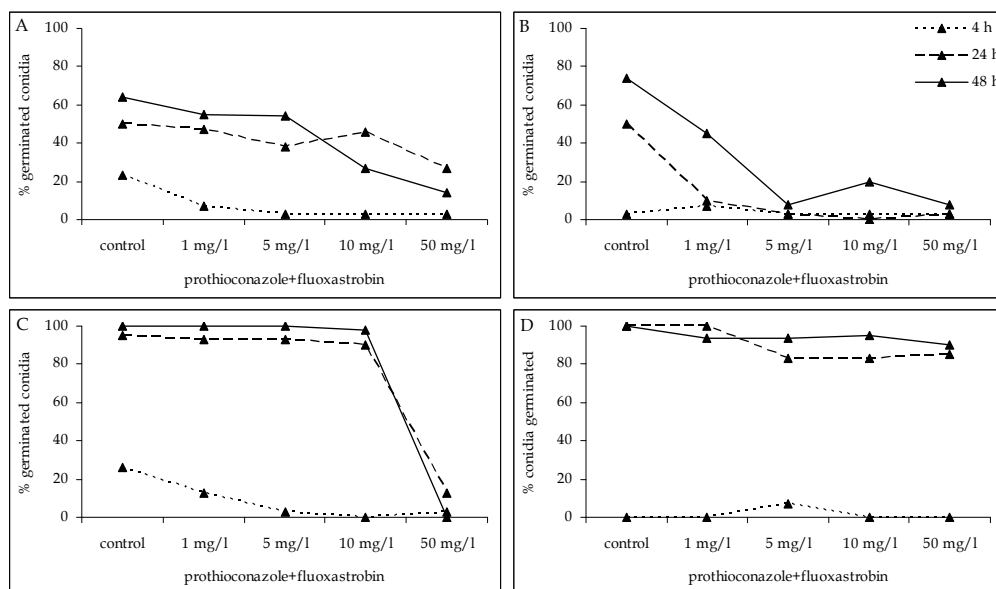 A
% germinated conidia
100
80
60
40
20
0
control 1 mg/l 5 mg/l 10 mg/l 50 mg/l
prothioconazole+fluoxastrobin
B
% germinated conidia
100
80
60
40
20
0
control 1 mg/l 5 mg/l 10 mg/l 50 mg/l
prothioconazole+fluoxastrobin
4 h
24 h
48 h
C
% germinated conidia
100
80
60
40
20
0
control 1 mg/l 5 mg/l 10 mg/l 50 mg/l
prothioconazole+fluoxastrobin
D
% conidia germinated
100
80
60
40
20
0
control 1 mg/l 5 mg/l 10 mg/l 50 mg/l
prothioconazole+fluoxastrobin